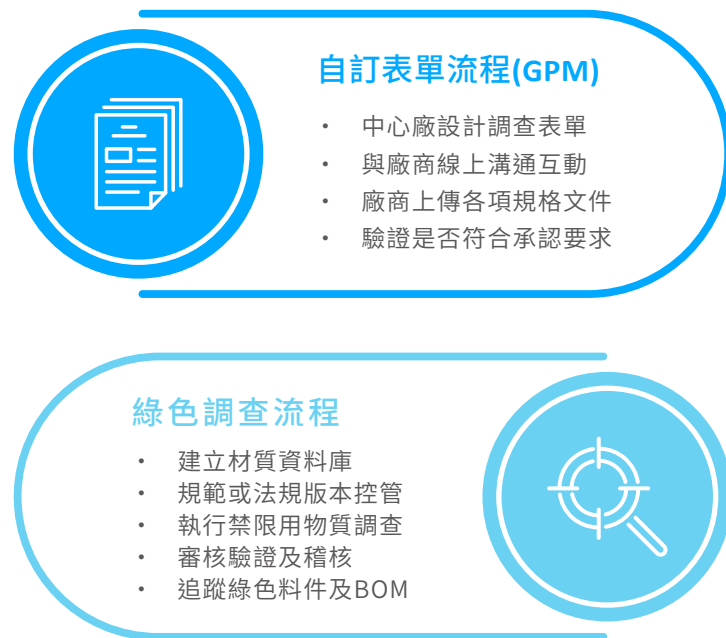 自訂表單流程(GPM)
• 中心廠設計調查表單
• 與廠商線上溝通互動
• 廠商上傳各項規格文件
• 驗證是否符合承認要求
綠色調查流程
• 建立材質資料庫
• 規範或法規版本控管
• 執行禁限用物質調查
• 審核驗證及稽核
• 追蹤綠色料件及BOM